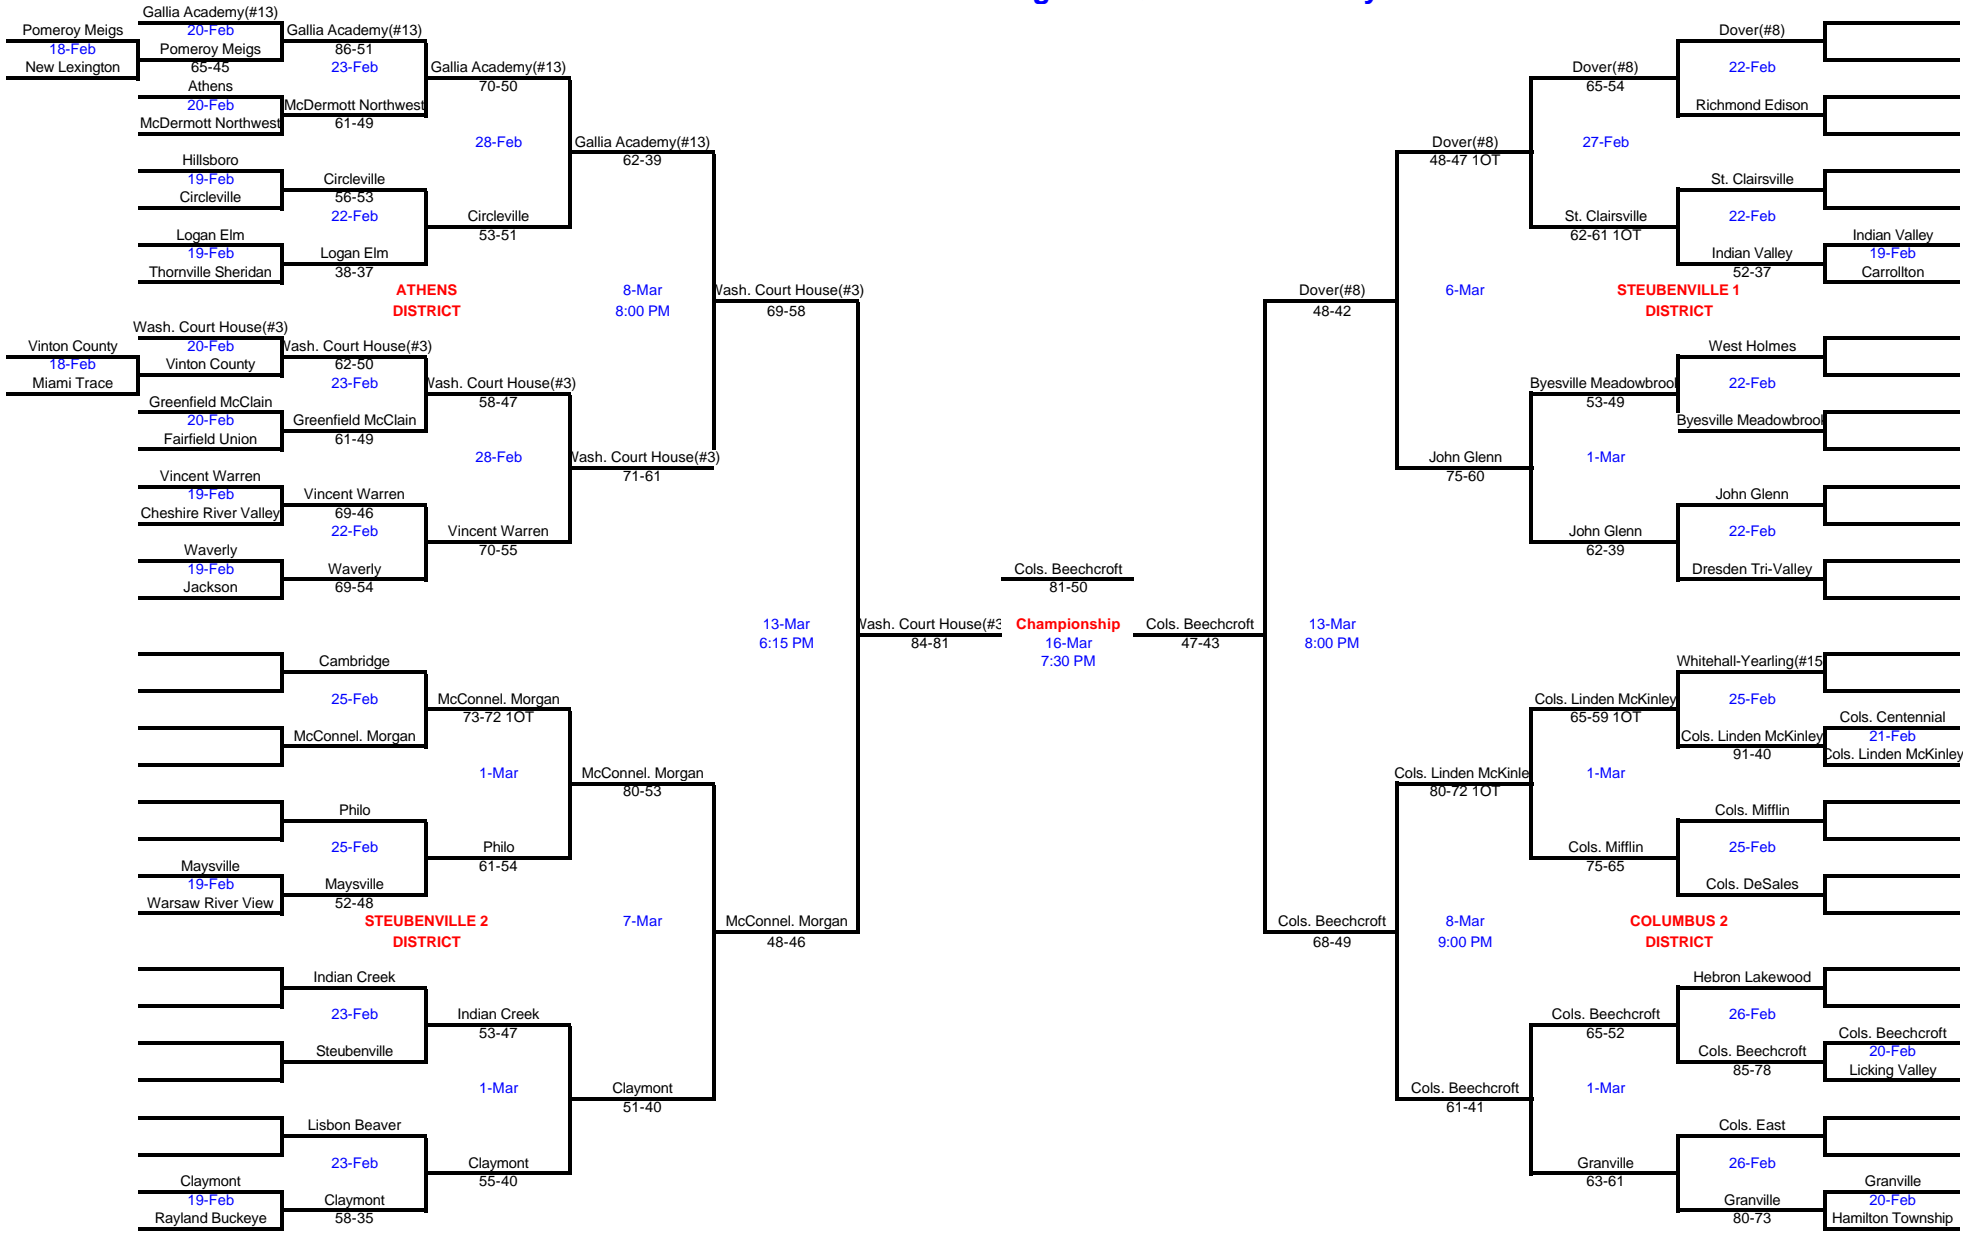 Gallia Academy(#13)
Pomeroy Meigs
20-Feb
Gallia Academy(#13)
18-Feb
Pomeroy Meigs
86-51
New Lexington
65-45
23-Feb
Gallia Academy(#13)
Athens
70-50
20-Feb
McDermott Northwest
McDermott Northwest
61-49
28-Feb
Gallia Academy(#13)
Hillsboro
62-39
19-Feb
Circleville
Circleville
56-53
22-Feb
Circleville
Logan Elm
53-51
19-Feb
Logan Elm
Thornville Sheridan
38-37
ATHENS
DISTRICT
8-Mar
8:00 PM
Wash. Court House(#3)
69-58
Wash. Court House(#3)
Vinton County
20-Feb
Wash. Court House(#3)
18-Feb
Vinton County
62-50
Miami Trace
23-Feb
Wash. Court House(#3)
Greenfield McClain
58-47
20-Feb
Greenfield McClain
Fairfield Union
61-49
28-Feb
Wash. Court House(#3)
Vincent Warren
71-61
19-Feb
Vincent Warren
Cheshire River Valley
69-46
22-Feb
Vincent Warren
Waverly
70-55
19-Feb
Waverly
Jackson
69-54
13-Mar
6:15 PM
Wash. Court House(#3
84-81
Cambridge
25-Feb
McConnel. Morgan
73-72 1OT
McConnel. Morgan
1-Mar
McConnel. Morgan
80-53
Philo
25-Feb
Philo
Maysville
61-54
19-Feb
Maysville
Warsaw River View
52-48
STEUBENVILLE 2
DISTRICT
7-Mar
McConnel. Morgan
48-46
Indian Creek
23-Feb
Indian Creek
53-47
Steubenville
1-Mar
Claymont
51-40
Lisbon Beaver
23-Feb
Claymont
55-40
Claymont
19-Feb
Claymont
Rayland Buckeye
58-35
Cols. Beechcroft
81-50
Championship
16-Mar
7:30 PM
Cols. Beechcroft
47-43
13-Mar
8:00 PM
Dover(#8)
Dover(#8)
22-Feb
65-54
Richmond Edison
Dover(#8)
27-Feb
48-47 1OT
St. Clairsville
St. Clairsville
22-Feb
62-61 1OT
Indian Valley
Indian Valley
19-Feb
52-37
Carrollton
Dover(#8)
48-42
6-Mar
STEUBENVILLE 1
DISTRICT
West Holmes
Byesville Meadowbrook
22-Feb
53-49
Byesville Meadowbrook
John Glenn
1-Mar
75-60
John Glenn
John Glenn
22-Feb
62-39
Dresden Tri-Valley
Whitehall-Yearling(#15
Cols. Linden McKinley
25-Feb
65-59 1OT
Cols. Centennial
Cols. Linden McKinley
21-Feb
91-40
Cols. Linden McKinley
Cols. Linden McKinle
1-Mar
80-72 1OT
Cols. Mifflin
Cols. Mifflin
25-Feb
75-65
Cols. DeSales
Cols. Beechcroft
8-Mar
COLUMBUS 2
68-49
9:00 PM
DISTRICT
Hebron Lakewood
Cols. Beechcroft
26-Feb
65-52
Cols. Beechcroft
Cols. Beechcroft
20-Feb
85-78
Licking Valley
Cols. Beechcroft
1-Mar
61-41
Cols. East
Granville
26-Feb
63-61
Granville
Granville
20-Feb
80-73
Hamilton Township